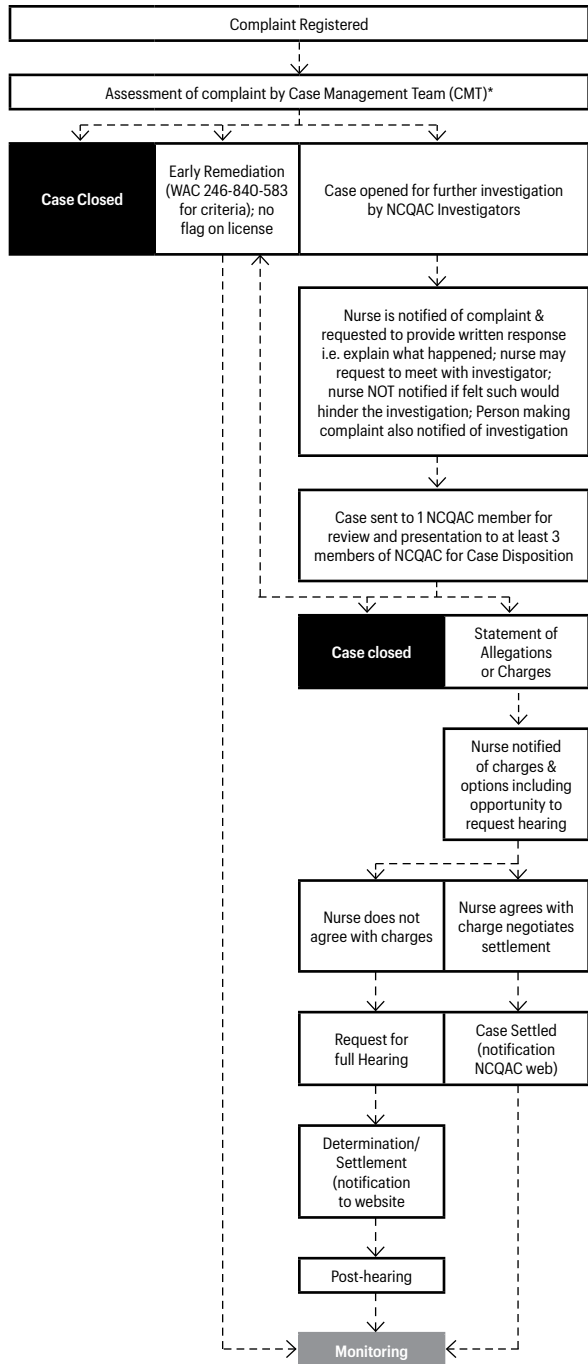 Complaint Registered
Assessment of complaint by Case Management Team (CMT)*
Case Closed
Early Remediation
(WAC 246-840-583
for criteria); no
flag on license
Case opened for further investigation
by NCQAC Investigators
Nurse is notified of complaint &
requested to provide written response
i.e. explain what happened; nurse may
request to meet with investigator;
nurse NOT notified if felt such would
hinder the investigation; Person making
complaint also notified of investigation
Case sent to 1 NCQAC member for
review and presentation to at least 3
members of NCQAC for Case Disposition
Case closed
Statement of
Allegations
or Charges
Nurse notified
of charges &
options including
opportunity to
request hearing
Nurse does not
agree with charges
Nurse agrees with
charge negotiates
settlement
Request for
full Hearing
Case Settled
(notification
NCQAC web)
Determination/
Settlement
(notification
to website
Post-hearing
Monitoring